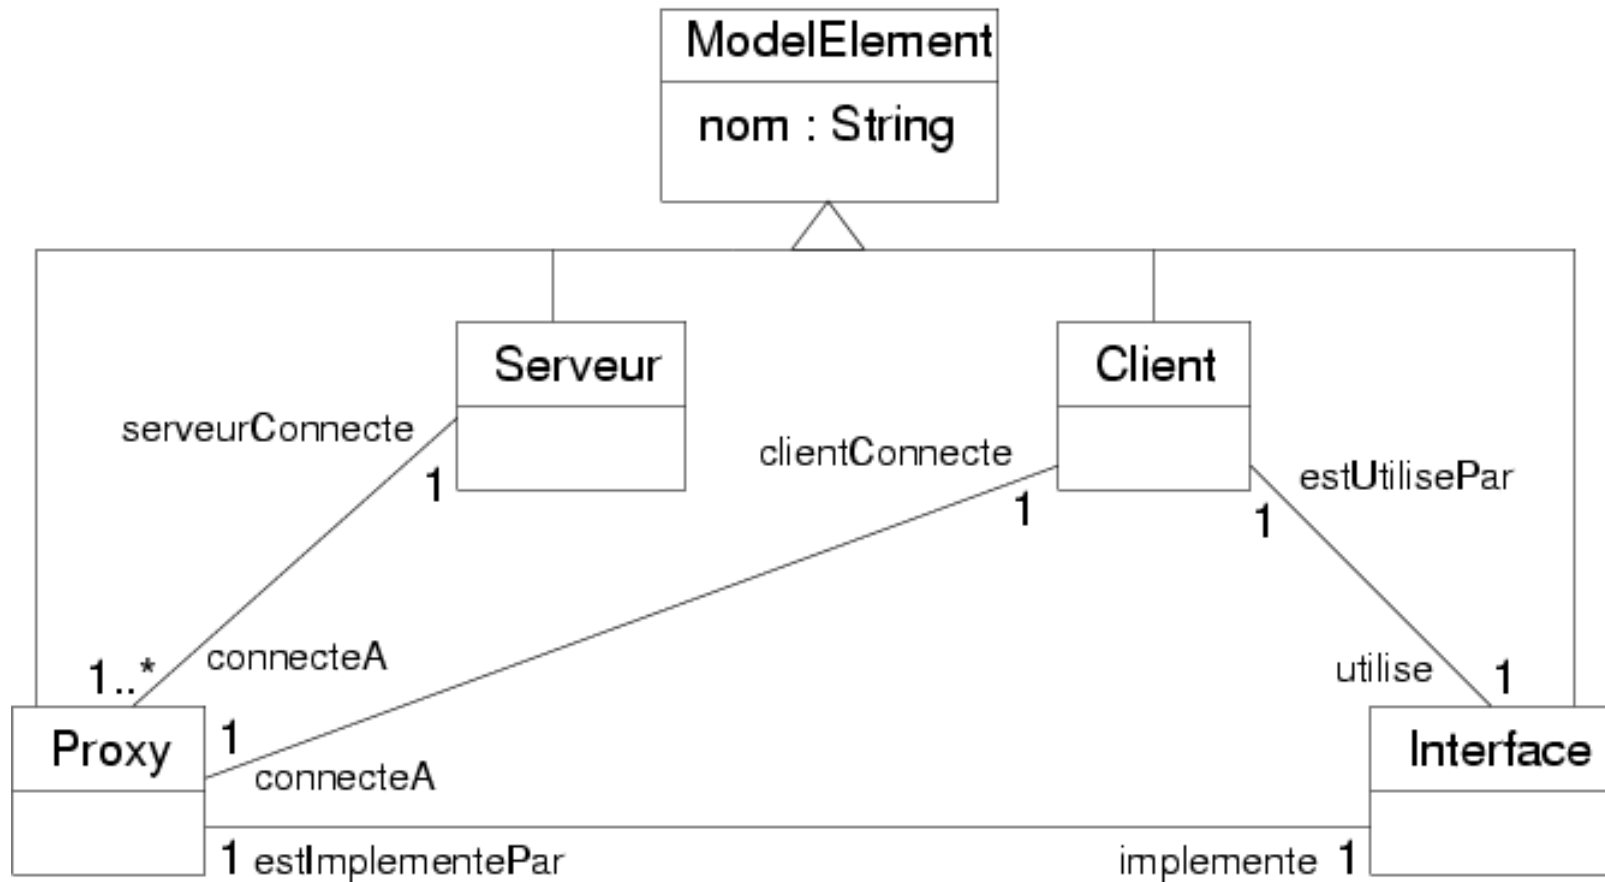 ModelElement
nom : String
Serveur
Client
serveurConnecte
1
clientConnecte
1
estUtilisePar
1
1..*
connecteA
utilise
1
Proxy
1
connecteA
Interface
1
estImplementePar
implemente
1